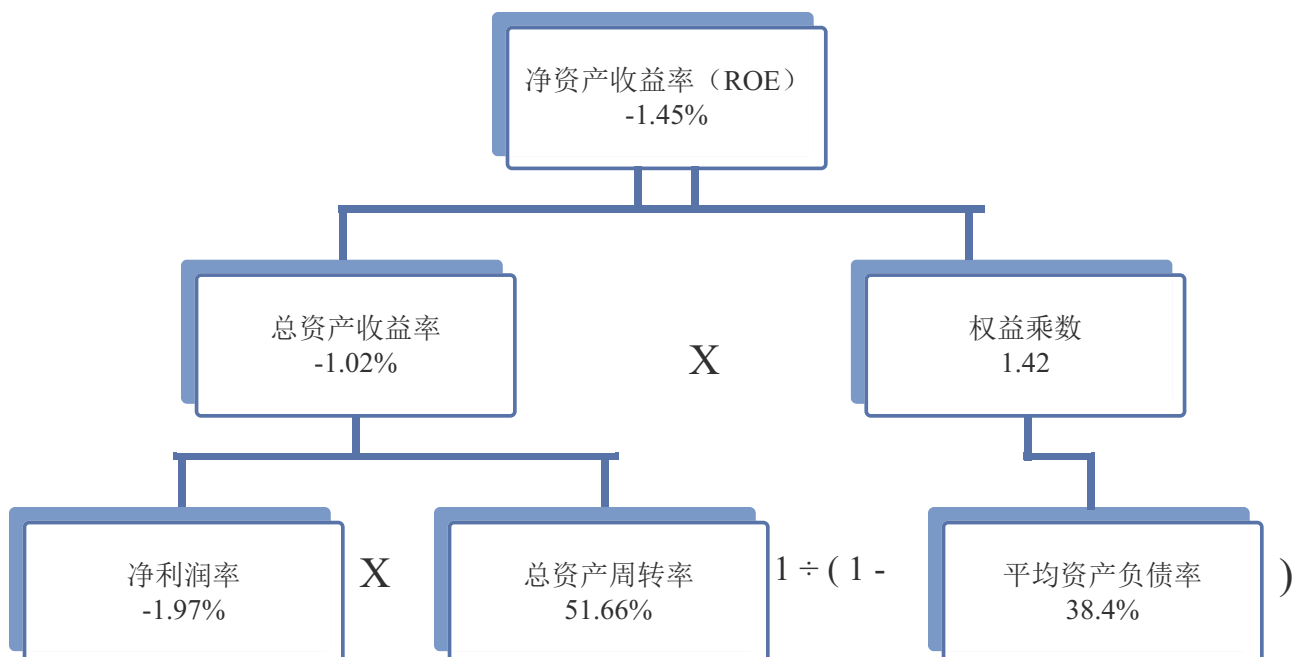 净资产收益率（ROE）
-1.45%
总资产收益率
-1.02%
X
权益乘数
1.42
净利润率
-1.97%
X
总资产周转率
51.66%
1 ÷ ( 1 -
平均资产负债率
38.4%
)